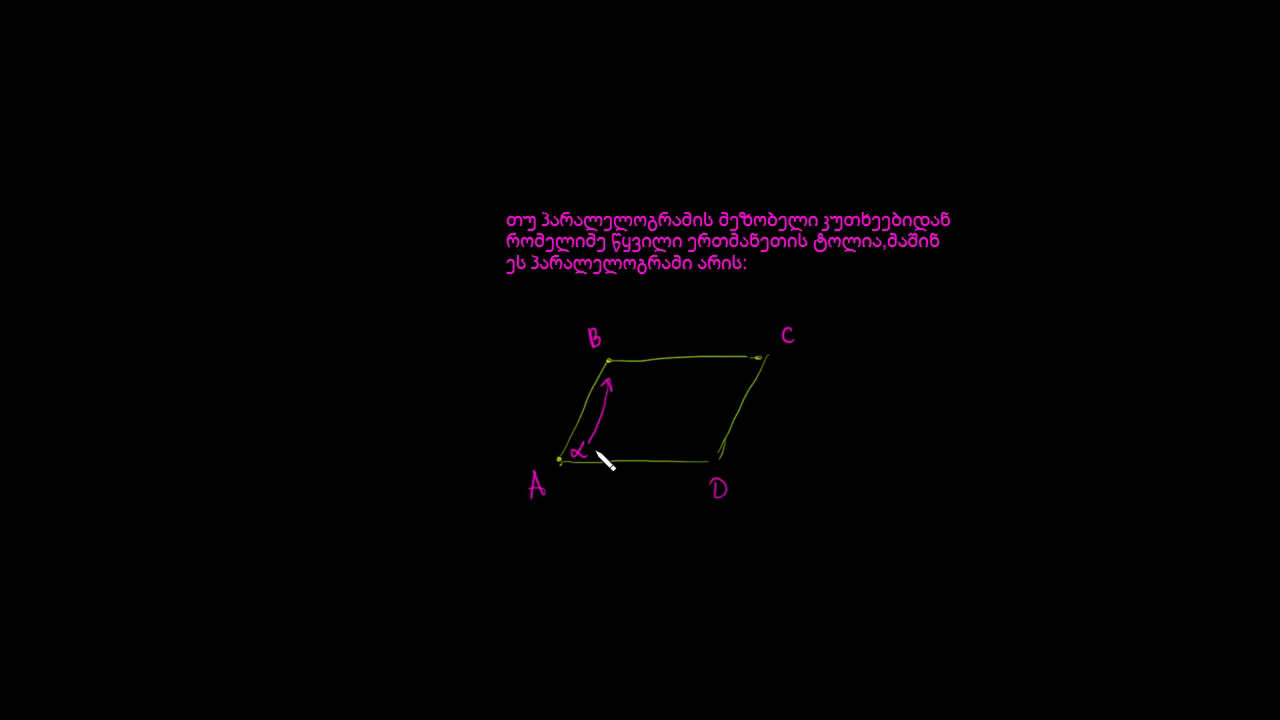 თუ პარალელოგრამის მეზობელი კუთხეებიდან
რომელიმე წყვილი ერთმანეთის ტოლია,მაშინ
ეს პარალელოგრამი არის:
B C
α
A D